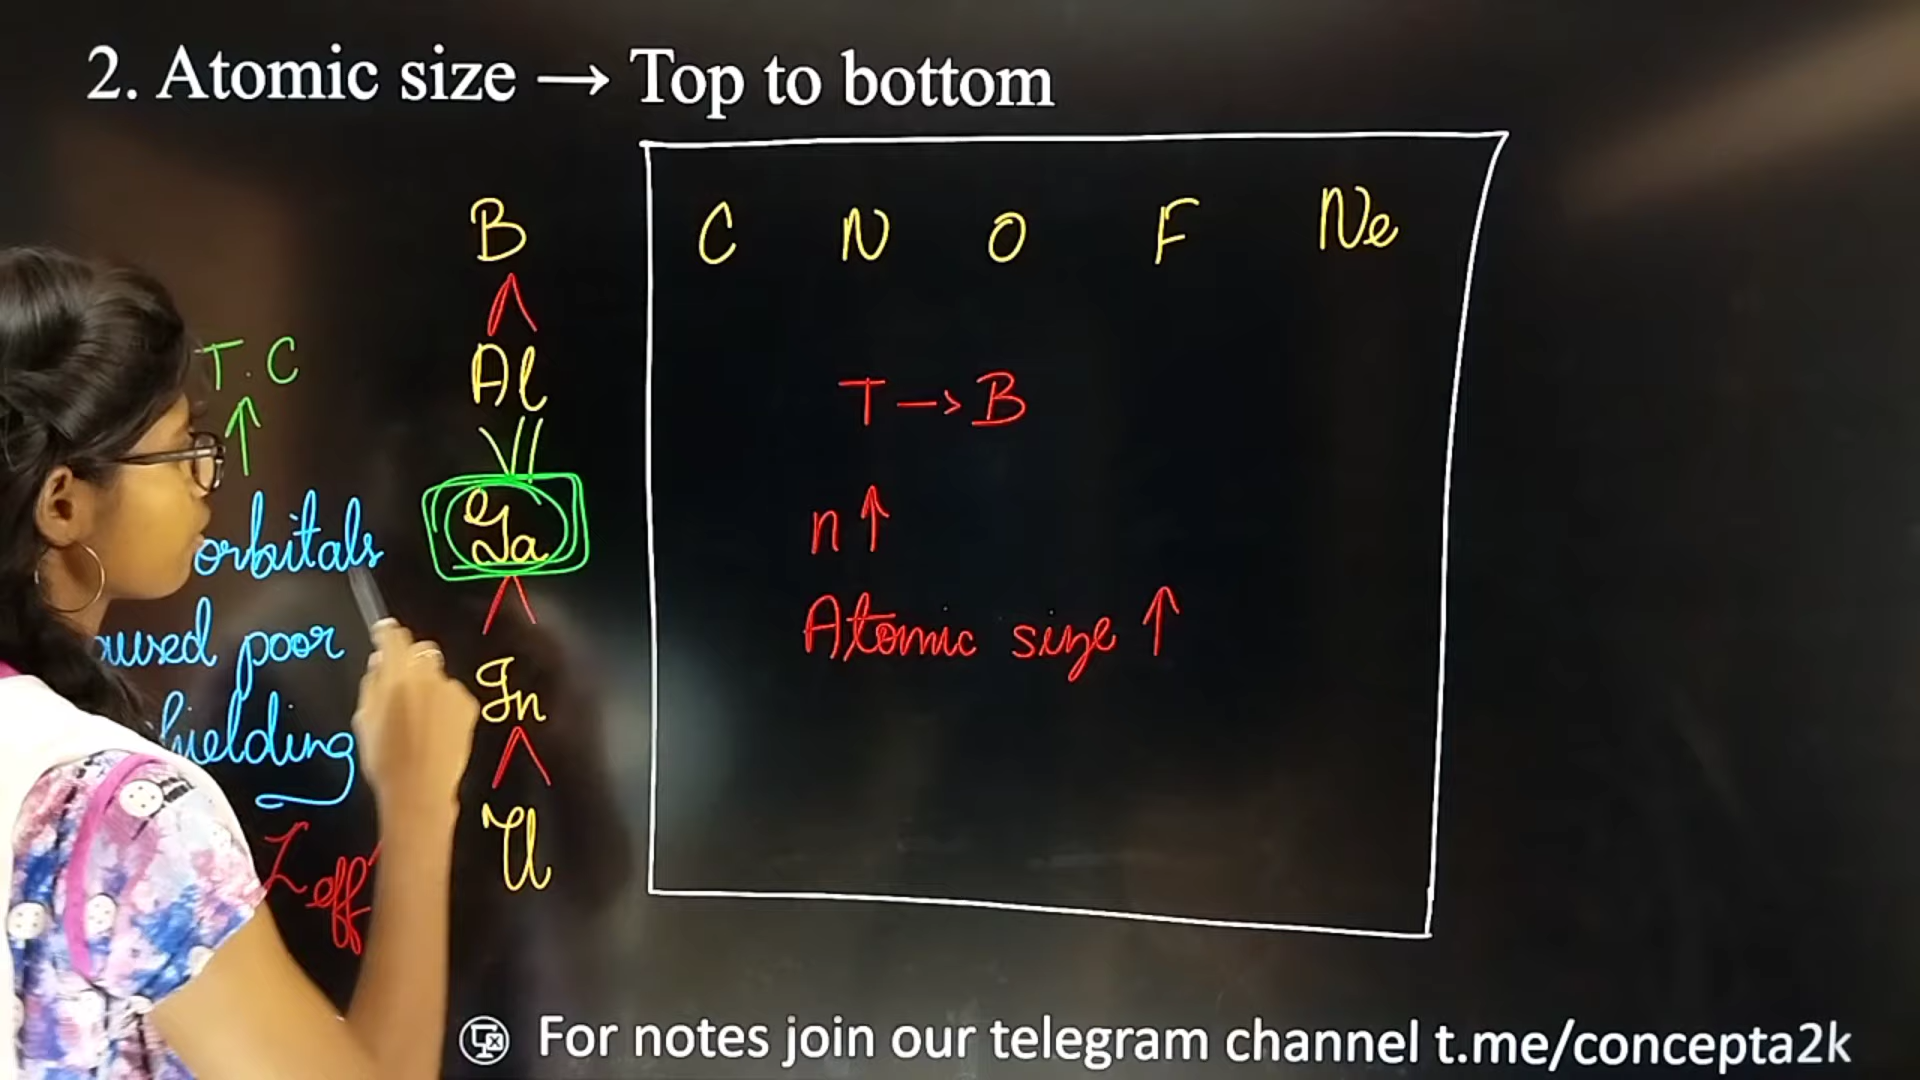 2. Atomic size → Top to bottom
B C N O F Ne
T.C
↑
Al
T → B
orbitals
Ga
n ↑
poor
Atomic size ↑
In
Zeff
Tl
For notes join our telegram channel t.me/concepta2k